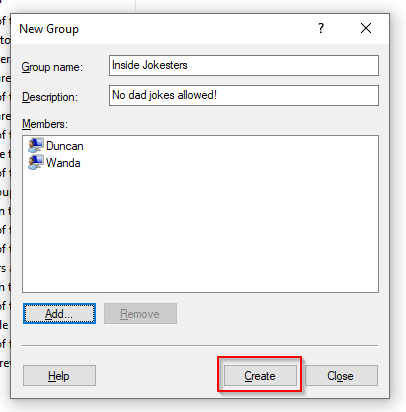 New Group
?
Group name: Inside Jokesters
Description: No dad jokes allowed!
Members:
Duncan
Wanda
Add... Remove
Help Create Close